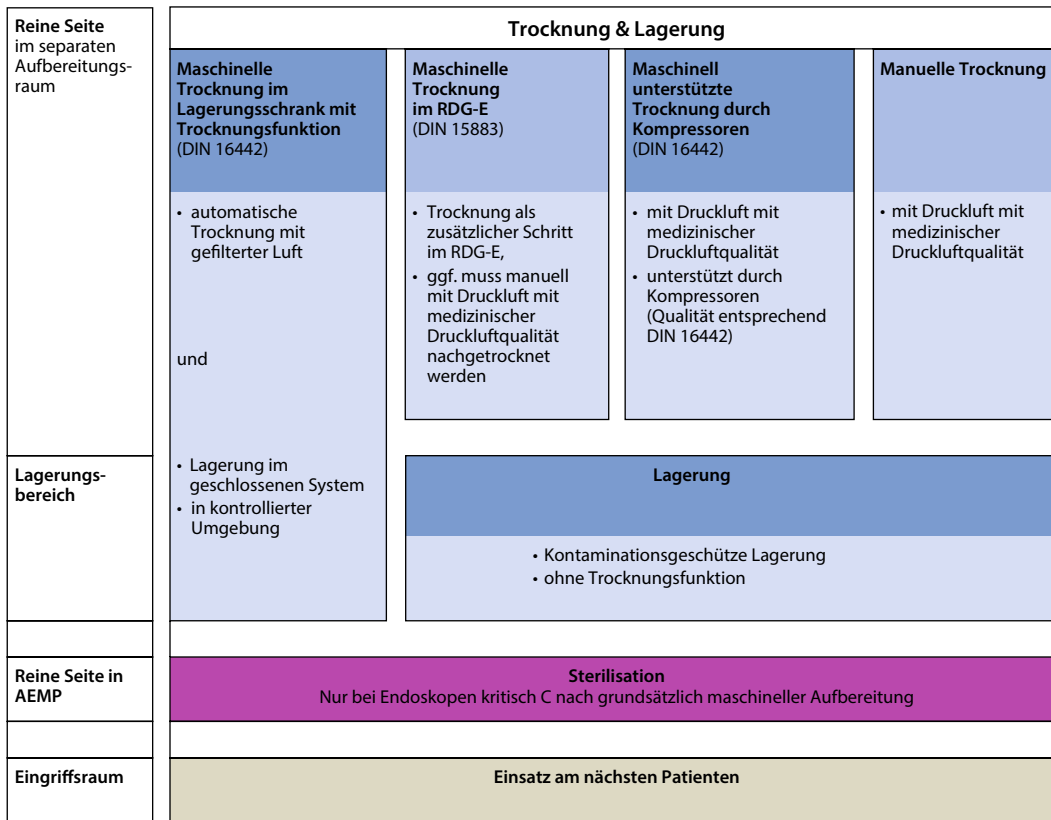 Reine Seite
im separaten
Aufbereitungs-
raum
Trocknung & Lagerung
Maschinelle
Trocknung im
Lagerungsschrank mit
Trocknungsfunktion
(DIN 16442)
• automatische
Trocknung mit
gefilterter Luft
und
• Lagerung im
geschlossenen System
• in kontrollierter
Umgebung
Maschinelle
Trocknung
im RDG-E
(DIN 15883)
• Trocknung als
zusätzlicher Schritt
im RDG-E,
• ggf. muss manuell
mit Druckluft mit
medizinischer
Druckluftqualität
nachgetrocknet
werden
Maschinell
unterstützte
Trocknung durch
Kompressoren
(DIN 16442)
• mit Druckluft mit
medizinischer
Druckluftqualität
• unterstützt durch
Kompressoren
(Qualität entsprechend
DIN 16442)
Manuelle Trocknung
• mit Druckluft mit
medizinischer
Druckluftqualität
Lagerungs-
bereich
Lagerung
• Kontaminationsgeschütze Lagerung
• ohne Trocknungsfunktion
Reine Seite in
AEMP
Sterilisation
Nur bei Endoskopen kritisch C nach grundsätzlich maschineller Aufbereitung
Eingriffsraum
Einsatz am nächsten Patienten